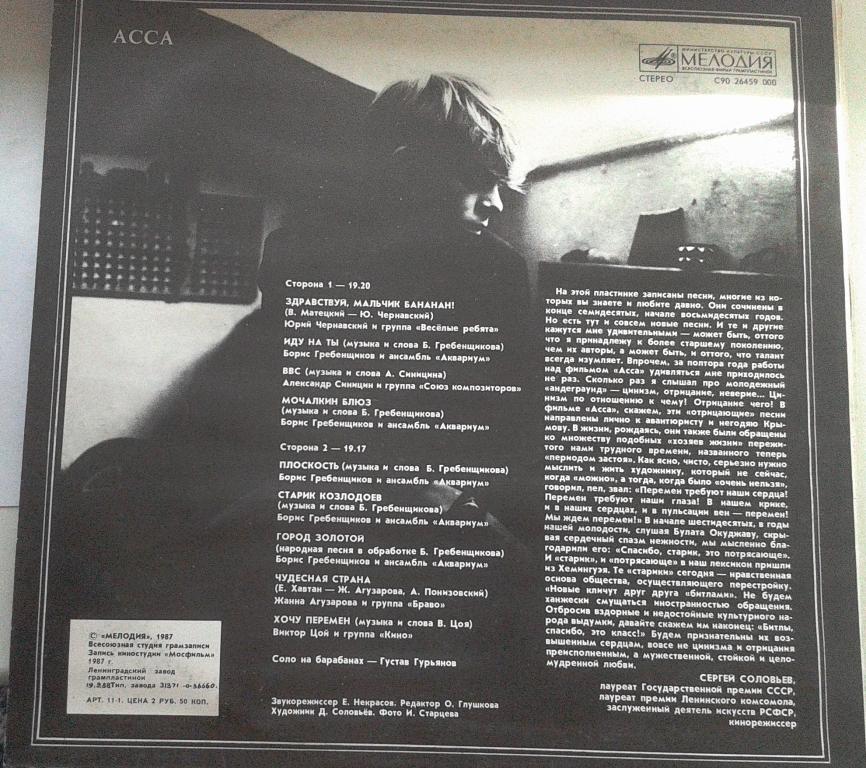 АССА
МИНИСТЕРСТВО КУЛЬТУРЫ СССР
МЕЛОДИЯ
ВСЕСОЮЗНАЯ ФИРМА ГРАМПЛАСТИНОК
СТЕРЕО С90 26459 000
Сторона 1 — 19.20
ЗДРАВСТВУЙ, МАЛЬЧИК БАНАНАН!
(В. Матецкий — Ю. Чернавский)
Юрий Чернавский и группа «Весёлые ребята»
ИДУ НА ТЫ (музыка и слова Б. Гребенщикова)
Борис Гребенщиков и ансамбль «Аквариум»
ВВС (музыка и слова А. Синицина)
Александр Синицин и группа «Союз композиторов»
МОЧАЛКИН БЛЮЗ
(музыка и слова Б. Гребенщикова)
Борис Гребенщиков и ансамбль «Аквариум»
Сторона 2 — 19.17
ПЛОСКОСТЬ (музыка и слова Б. Гребенщикова)
Борис Гребенщиков и ансамбль «Аквариум»
СТАРИК КОЗЛОДОЕВ
(музыка и слова Б. Гребенщикова)
Борис Гребенщиков и ансамбль «Аквариум»
ГОРОД ЗОЛОТОЙ
(народная песня в обработке Б. Гребенщикова)
Борис Гребенщиков и ансамбль «Аквариум»
ЧУДЕСНАЯ СТРАНА
(Е. Хавтан — Ж. Агузарова, А. Понизовский)
Жанна Агузарова и группа «Браво»
ХОЧУ ПЕРЕМЕН (музыка и слова В. Цоя)
Виктор Цой и группа «Кино»
Соло на барабанах — Густав Гурьянов
Звукорежиссер Е. Некрасов. Редактор О. Глушкова
Художник Д. Соловьёв. Фото И. Старцева
На этой пластинке записаны песни, многие из ко-
торых вы знаете и любите давно. Они сочинены в
конце семидесятых, начале восьмидесятых годов.
Но есть тут и совсем новые песни. И те и другие
кажутся мне удивительными — может быть, оттого
что я принадлежу к более старшему поколению,
чем их авторы, а может быть, и оттого, что талант
всегда изумляет. Впрочем, за полтора года работы
над фильмом «Асса» удивляться мне приходилось
не раз. Сколько раз я слышал про молодежный
«андеграунд» — цинизм, отрицание, неверие... Ци-
низм по отношению к чему! Отрицание чего! В
фильме «Асса», скажем, эти «отрицающие» песни
направлены лично к авантюристу и негодяю Кры-
мову. В жизни, рождаясь, они также были обращены
ко множеству подобных «хозяев жизни» пережи-
того нами трудного времени, названного теперь
«периодом застоя». Как ясно, чисто, серьезно нужно
мыслить и жить художнику, который не сейчас,
когда «можно», а тогда, когда было «очень нельзя»,
говорил, пел, звал: «Перемен требуют наши сердца!
Перемен требуют наши глаза! В нашем крике,
и в наших сердцах, и в пульсации вен — перемен!
Мы ждем перемен!» В начале шестидесятых, в годы
нашей молодости, слушая Булата Окуджаву, скры-
вая сердечный спазм нежности, мы мысленно бла-
годарили его: «Спасибо, старик, это потрясающе».
И «старик», и «потрясающе» в наш лексикон пришли
из Хемингуэя. Те «старики» сегодня — нравственная
основа общества, осуществляющего перестройку.
«Новые кличут друг друга «битлами». Не будем
ханжески смущаться иностранностью обращения.
Отбросив вздорные и недостойные культурного на-
рода выдумки, давайте скажем им наконец: «Битлы,
спасибо, это класс!» Будем признательны их воз-
вышенным сердцам, вовсе не цинизма и отрицания
преисполненным, а мужественной, стойкой и цело-
мудренной любви.
СЕРГЕЙ СОЛОВЬЕВ,
лауреат Государственной премии СССР,
лауреат премии Ленинского комсомола,
заслуженный деятель искусств РСФСР,
кинорежиссер
© «МЕЛОДИЯ», 1987
Всесоюзная студия грамзаписи
Запись киностудии «Мосфильм»
1987 г.
Ленинградский завод
грампластинок
Тип. завода
АРТ. 11-1. ЦЕНА 2 РУБ. 50 КОП.